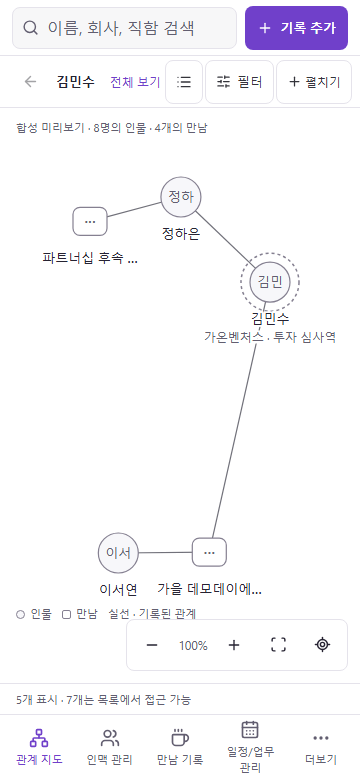 이름, 회사, 직함 검색
+ 기록 추가
김민수 전체 보기 필터 + 펼치기
합성 미리보기 · 8명의 인물 · 4개의 만남
정하
정하은
...
파트너십 후속 ...
김민
김민수
가온벤처스 · 투자 심사역
이서
이서연
...
가을 데모데이에...
인물 만남 실선 · 기록된 관계
− 100% +
5개 표시 · 7개는 목록에서 접근 가능
관계 지도 인맥 관리 만남 기록 일정/업무 관리 더보기